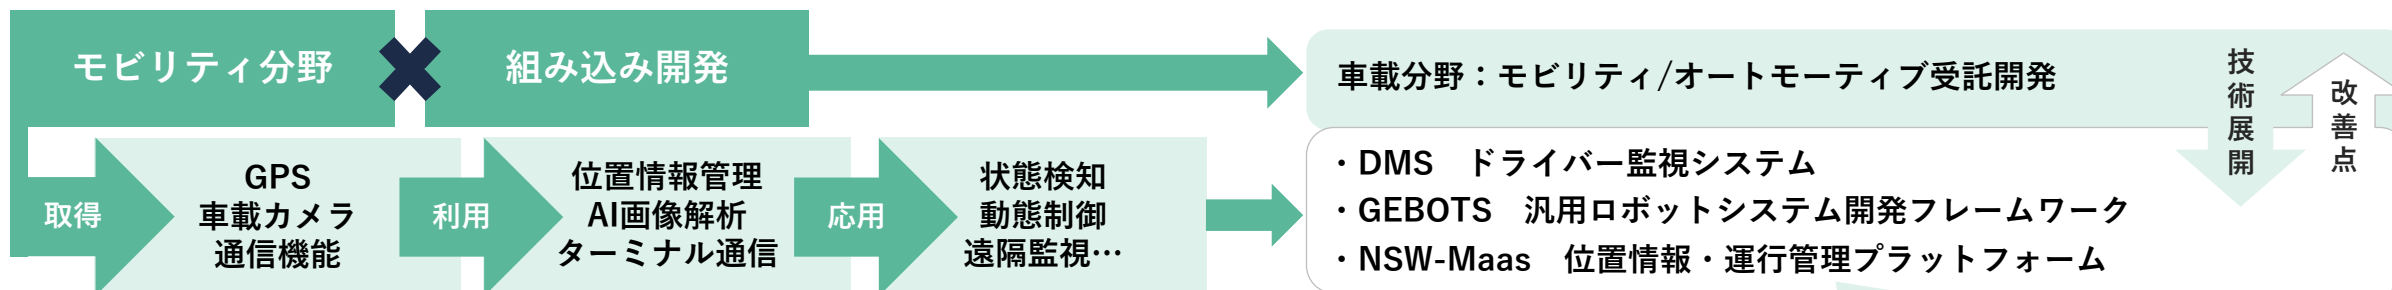 モビリティ分野
組み込み開発
車載分野：モビリティ/オートモーティブ受託開発
技術展開
改善点
取得
GPS
車載カメラ
通信機能
利用
位置情報管理
AI画像解析
ターミナル通信
応用
状態検知
動態制御
遠隔監視…
・DMS　ドライバー監視システム
・GEBOTS　汎用ロボットシステム開発フレームワーク
・NSW-Maas　位置情報・運行管理プラットフォーム